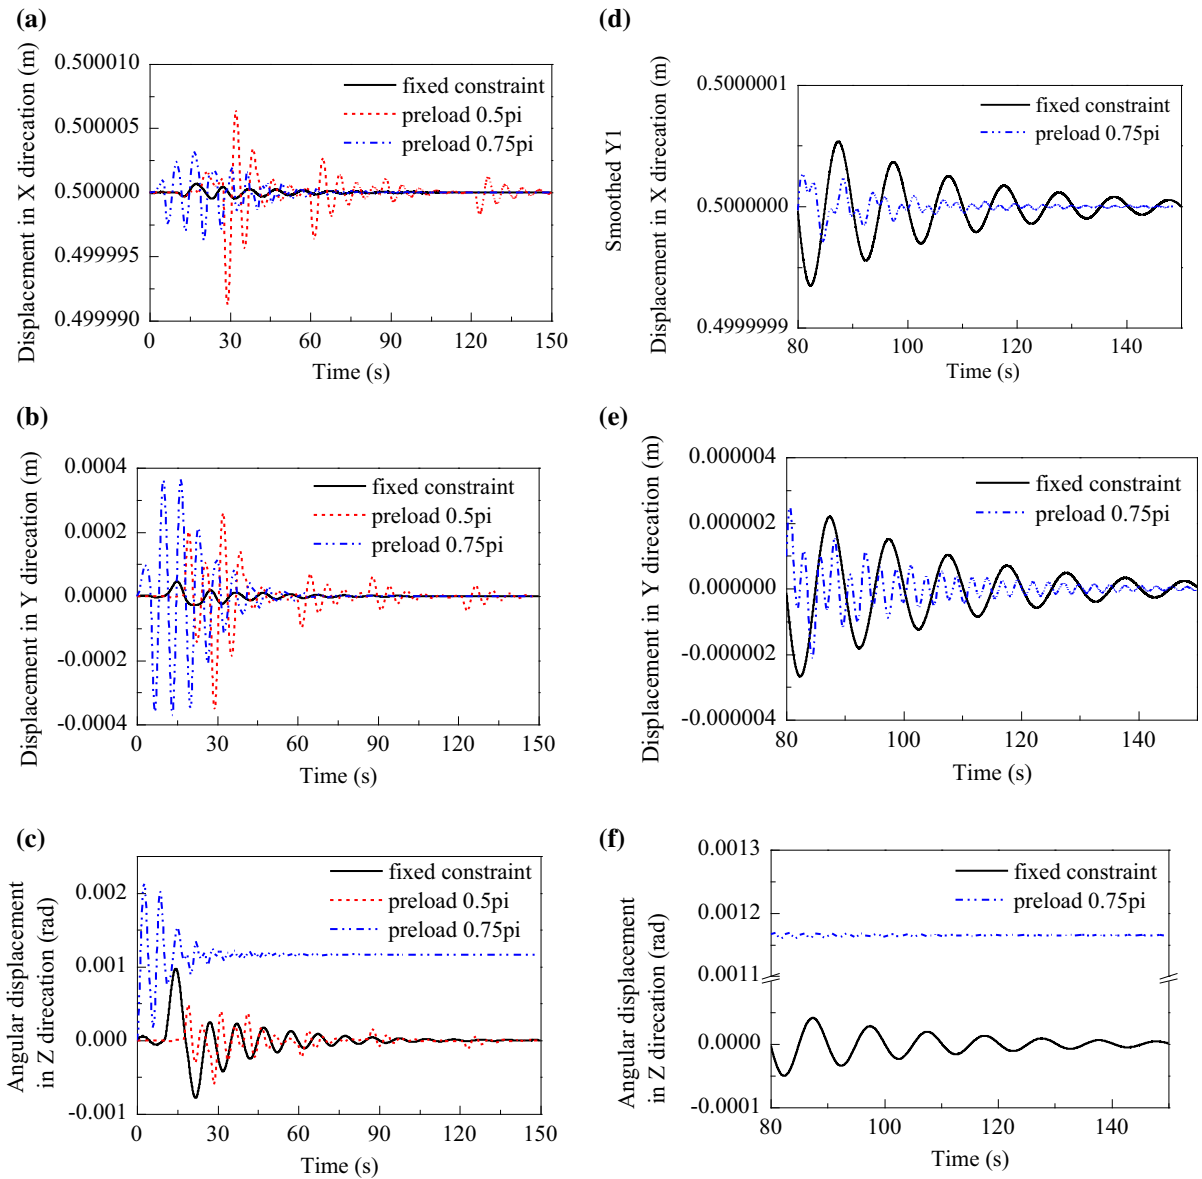 (a)
Displacement in X direcation (m)
0.500010
0.500005
0.500000
0.499995
0.499990
fixed constraint
preload 0.5pi
preload 0.75pi
0 30 60 90 120 150
Time (s)
(d)
Smoothed Y1
Displacement in X direcation (m)
0.5000001
0.5000000
0.4999999
fixed constraint
preload 0.75pi
80 100 120 140
Time (s)
(b)
Displacement in Y direcation (m)
0.0004
0.0002
0.0000
-0.0002
-0.0004
fixed constraint
preload 0.5pi
preload 0.75pi
0 30 60 90 120 150
Time (s)
(e)
Displacement in Y direcation (m)
0.000004
0.000002
0.000000
-0.000002
-0.000004
fixed constraint
preload 0.75pi
80 100 120 140
Time (s)
(c)
Angular displacement
in Z direcation (rad)
0.002
0.001
0.000
-0.001
fixed constraint
preload 0.5pi
preload 0.75pi
0 30 60 90 120 150
Time (s)
(f)
Angular displacement
in Z direcation (rad)
0.0013
0.0012
0.0011
0.0000
-0.0001
fixed constraint
preload 0.75pi
80 100 120 140
Time (s)